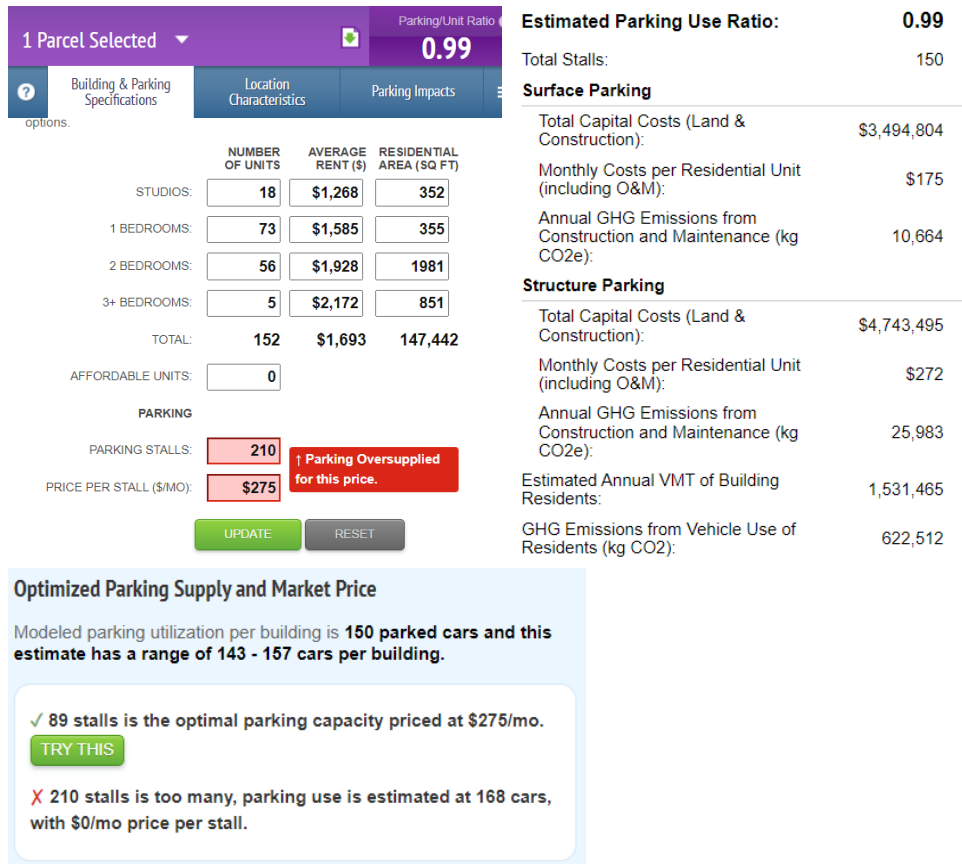 1 Parcel Selected
Parking/Unit Ratio
0.99
?
Building & Parking
Specifications
Location
Characteristics
Parking Impacts
options.
NUMBER
OF UNITS
AVERAGE
RENT ($)
RESIDENTIAL
AREA (SQ FT)
STUDIOS: 18 $1,268 352
1 BEDROOMS: 73 $1,585 355
2 BEDROOMS: 56 $1,928 1981
3+ BEDROOMS: 5 $2,172 851
TOTAL: 152 $1,693 147,442
AFFORDABLE UNITS: 0
PARKING
PARKING STALLS: 210
PRICE PER STALL ($/MO): $275
↑ Parking Oversupplied
for this price.
UPDATE RESET
Estimated Parking Use Ratio: 0.99
Total Stalls: 150
Surface Parking
Total Capital Costs (Land &
Construction): $3,494,804
Monthly Costs per Residential Unit
(including O&M): $175
Annual GHG Emissions from
Construction and Maintenance (kg
CO2e): 10,664
Structure Parking
Total Capital Costs (Land &
Construction): $4,743,495
Monthly Costs per Residential Unit
(including O&M): $272
Annual GHG Emissions from
Construction and Maintenance (kg
CO2e): 25,983
Estimated Annual VMT of Building
Residents: 1,531,465
GHG Emissions from Vehicle Use of
Residents (kg CO2): 622,512
Optimized Parking Supply and Market Price
Modeled parking utilization per building is 150 parked cars and this
estimate has a range of 143 - 157 cars per building.
✓ 89 stalls is the optimal parking capacity priced at $275/mo.
TRY THIS
✗ 210 stalls is too many, parking use is estimated at 168 cars,
with $0/mo price per stall.